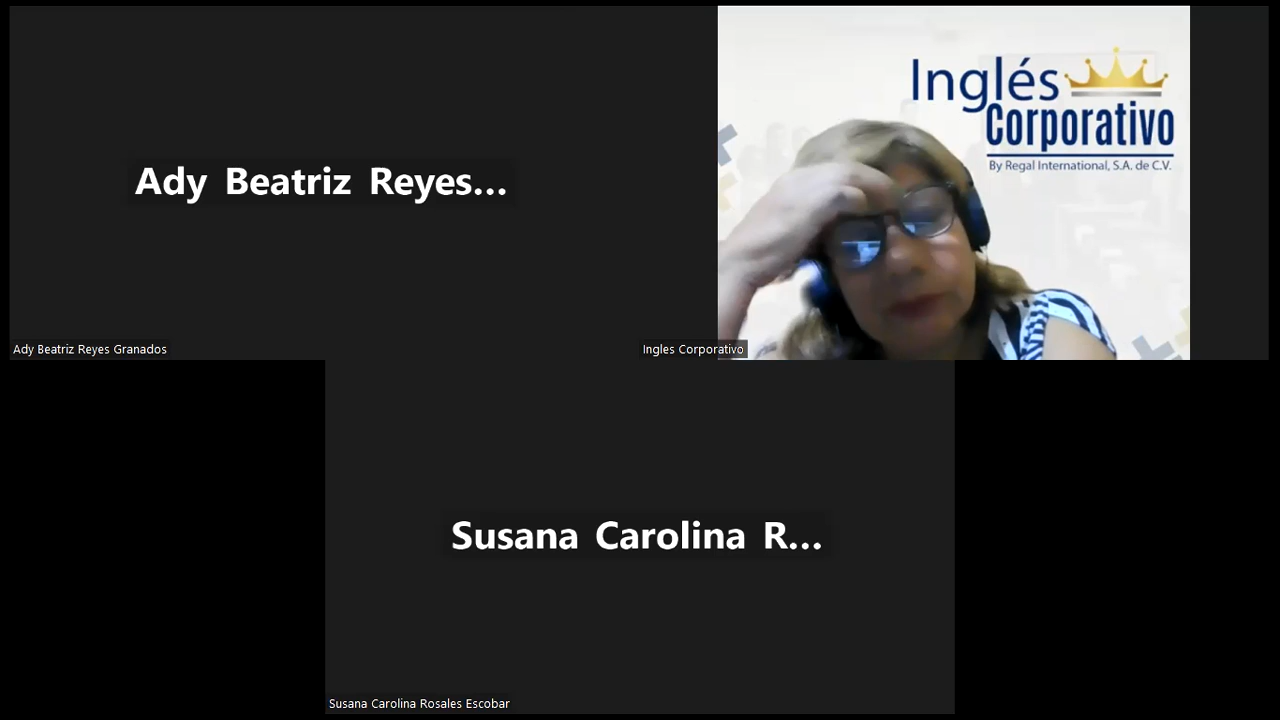 Ady Beatriz Reyes...
Inglés
Corporativo
By Regal International, S.A. de C.V.
Ady Beatriz Reyes Granados
Ingles Corporativo
Susana Carolina R...
Susana Carolina Rosales Escobar